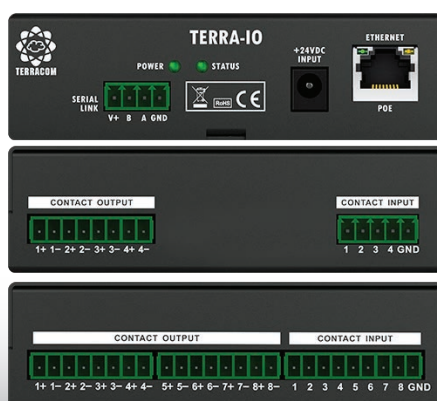 TERRACOM
TERRA-IO
POWER
STATUS
SERIAL
LINK
V+ B A GND
RoHS
CE
+24VDC
INPUT
ETHERNET
POE
CONTACT OUTPUT
1+ 1− 2+ 2− 3+ 3− 4+ 4−
CONTACT INPUT
1 2 3 4 GND
CONTACT OUTPUT
1+ 1− 2+ 2− 3+ 3− 4+ 4− 5+ 5− 6+ 6− 7+ 7− 8+ 8−
CONTACT INPUT
1 2 3 4 5 6 7 8 GND